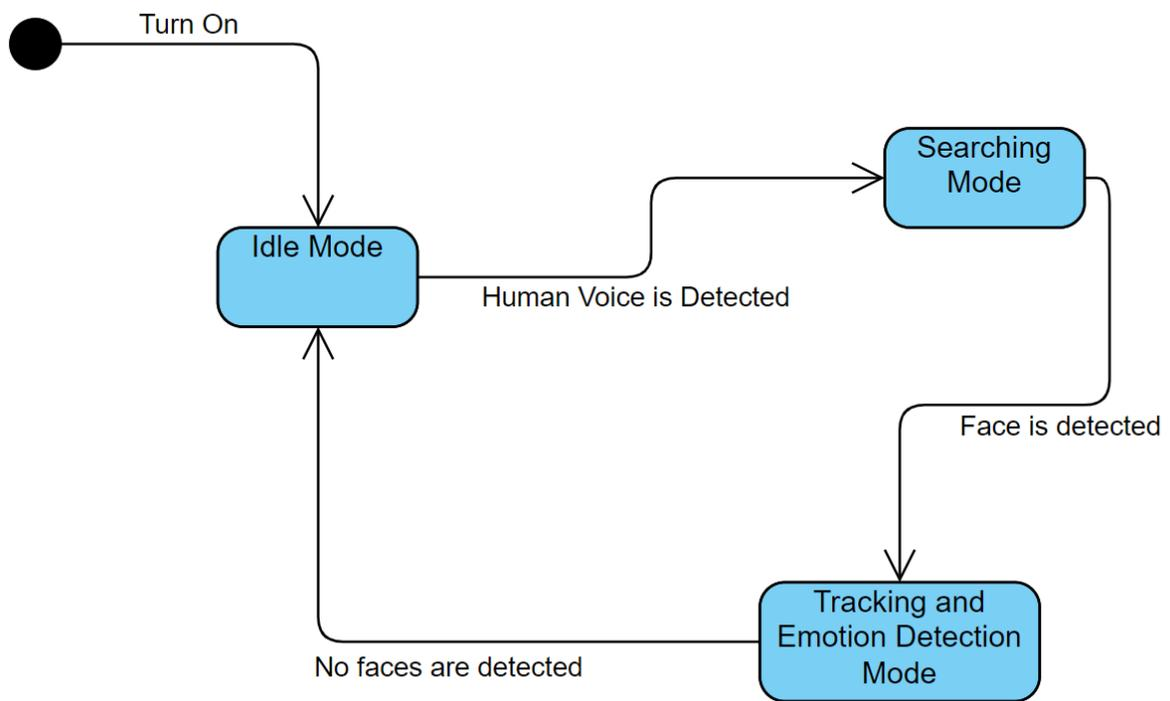 Turn On
Searching
Mode
Idle Mode
Human Voice is Detected
Face is detected
Tracking and
Emotion Detection
Mode
No faces are detected